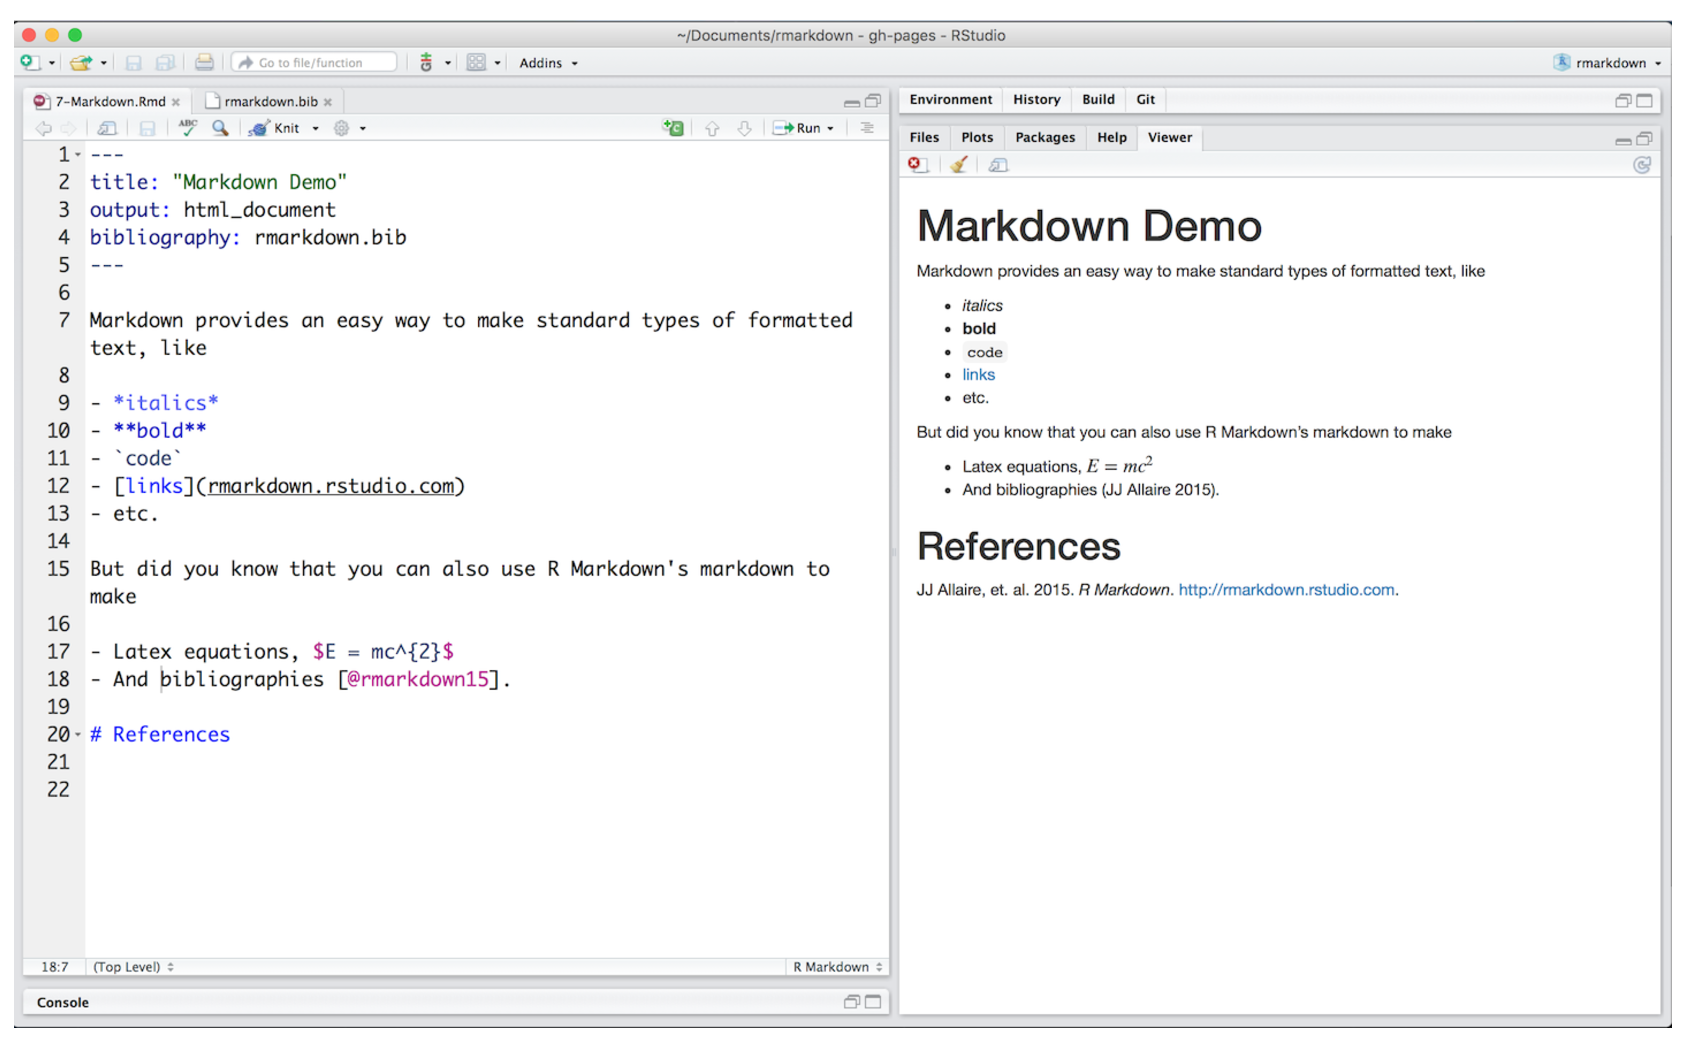 ~/Documents/rmarkdown - gh-pages - RStudio
Go to file/function
Addins
rmarkdown
7-Markdown.Rmd
rmarkdown.bib
ABC
Knit
Run
1 ---
2 title: "Markdown Demo"
3 output: html_document
4 bibliography: rmarkdown.bib
5 ---
6
7 Markdown provides an easy way to make standard types of formatted
text, like
8
9 - *italics*
10 - **bold**
11 - `code`
12 - [links](rmarkdown.rstudio.com)
13 - etc.
14
15 But did you know that you can also use R Markdown's markdown to
make
16
17 - Latex equations, $E = mc^{2}$
18 - And bibliographies [@rmarkdown15].
19
20 # References
21
22
18:7 (Top Level) R Markdown
Console
Environment History Build Git
Files Plots Packages Help Viewer
Markdown Demo
Markdown provides an easy way to make standard types of formatted text, like
• italics
• bold
• code
• links
• etc.
But did you know that you can also use R Markdown's markdown to make
• Latex equations, E = mc²
• And bibliographies (JJ Allaire 2015).
References
JJ Allaire, et. al. 2015. R Markdown. http://rmarkdown.rstudio.com.